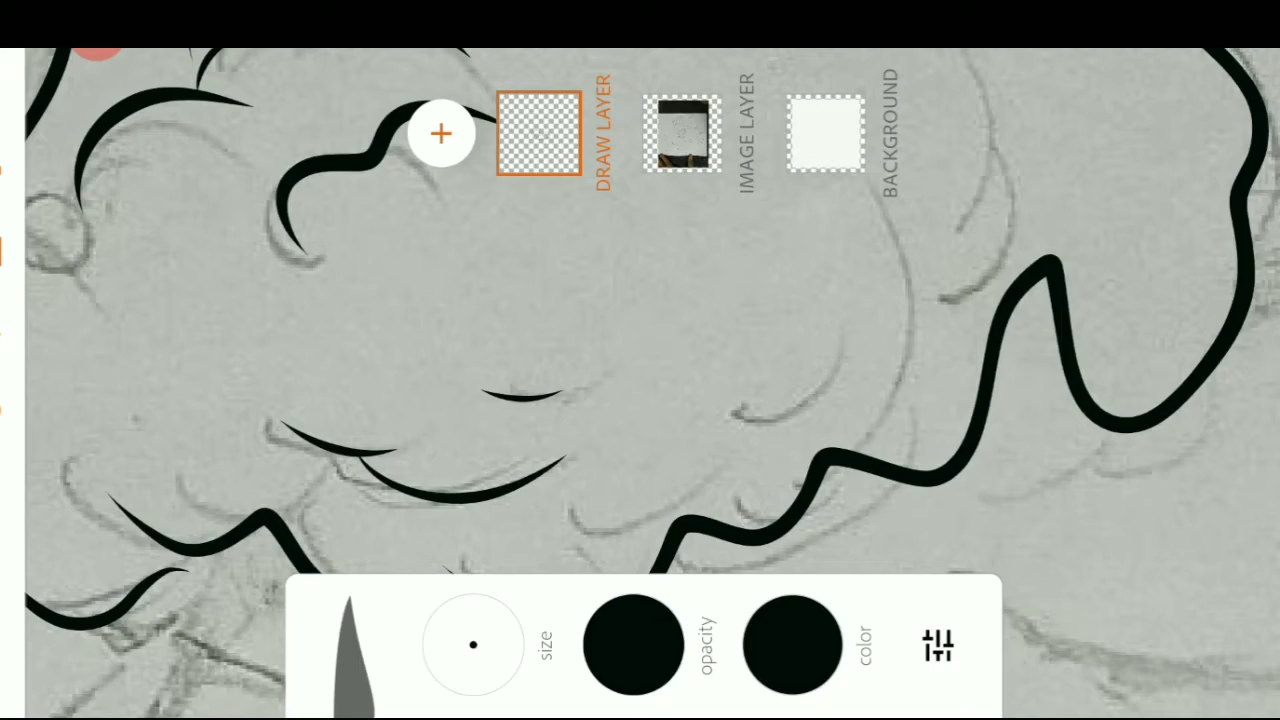 DRAW LAYER
IMAGE LAYER
BACKGROUND
size
opacity
color